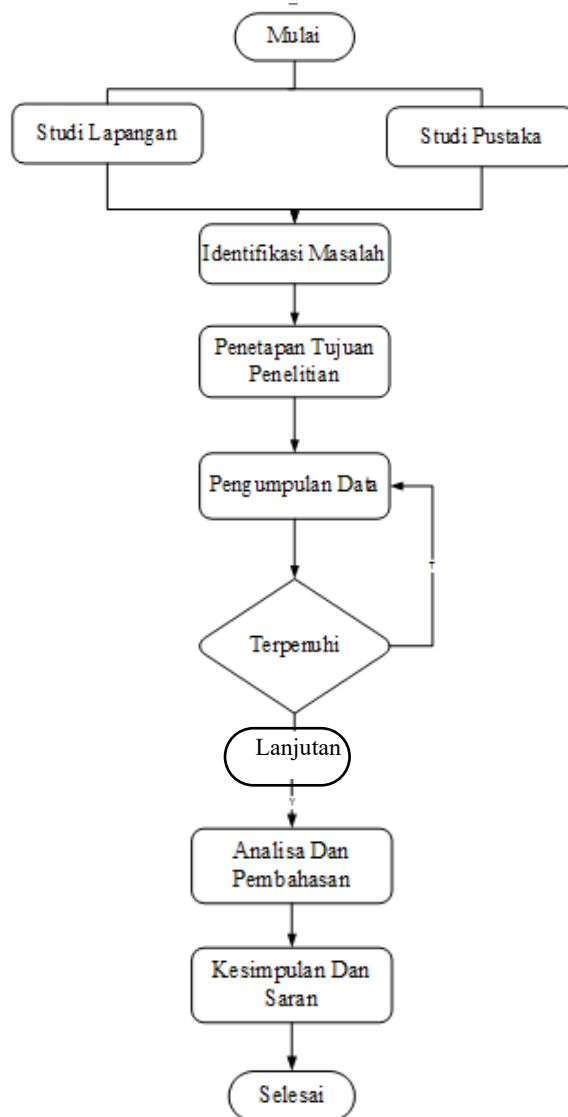 Mulai
Studi Lapangan
Studi Pustaka
Identifikasi Masalah
Penetapan Tujuan
Penelitian
Pengumpulan Data
T
Terpenuhi
Lanjutan
Y
Analisa Dan
Pembahasan
Kesimpulan Dan
Saran
Selesai